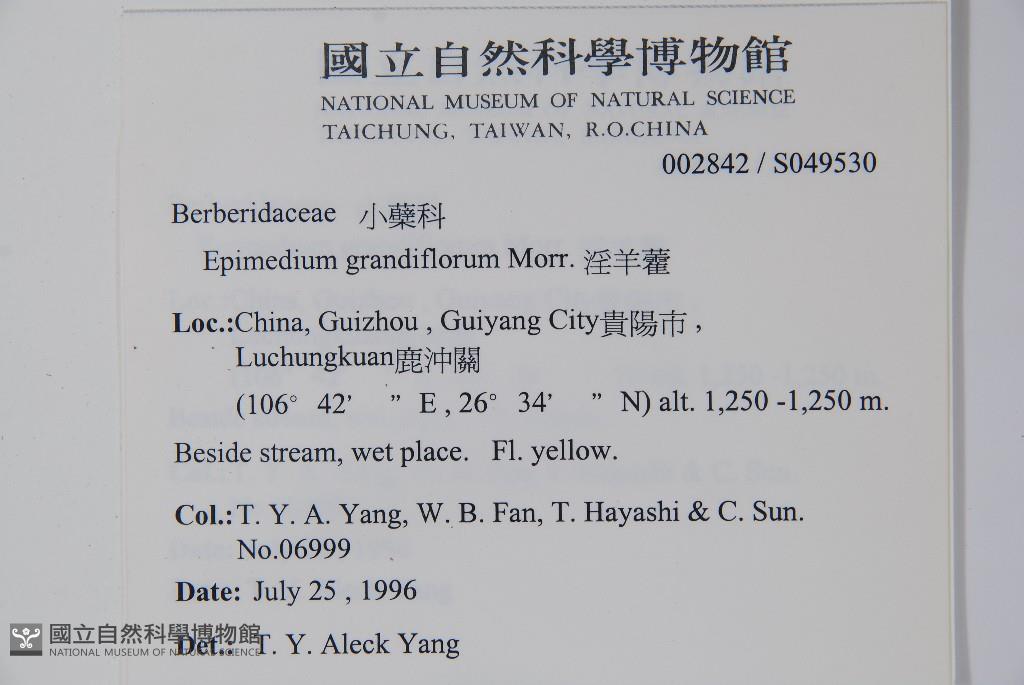 國立自然科學博物館
NATIONAL MUSEUM OF NATURAL SCIENCE
TAICHUNG, TAIWAN, R.O.CHINA
002842 / S049530
Berberidaceae 小蘗科
Epimedium grandiflorum Morr. 淫羊藿
Loc.:China, Guizhou , Guiyang City貴陽市 ,
Luchungkuan鹿沖關
(106° 42' " E , 26° 34' " N) alt. 1,250 -1,250 m.
Beside stream, wet place. Fl. yellow.
Col.:T. Y. A. Yang, W. B. Fan, T. Hayashi & C. Sun.
No.06999
Date: July 25 , 1996
Det.: T. Y. Aleck Yang
國立自然科學博物館
NATIONAL MUSEUM OF NATURAL SCIENCE